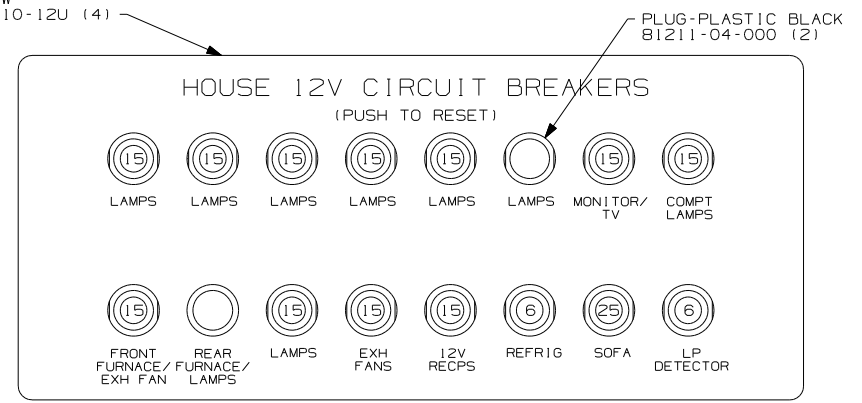 10-12U (4)
PLUG-PLASTIC BLACK
81211-04-000 (2)
HOUSE 12V CIRCUIT BREAKERS
(PUSH TO RESET)
15 15 15 15 15 15 15
LAMPS LAMPS LAMPS LAMPS LAMPS LAMPS MONITOR/ COMPT
TV LAMPS
15 15 15 15 6 25 6
FRONT REAR LAMPS EXH 12V REFRIG SOFA LP
FURNACE/ FURNACE/ FANS RECPS DETECTOR
EXH FAN LAMPS